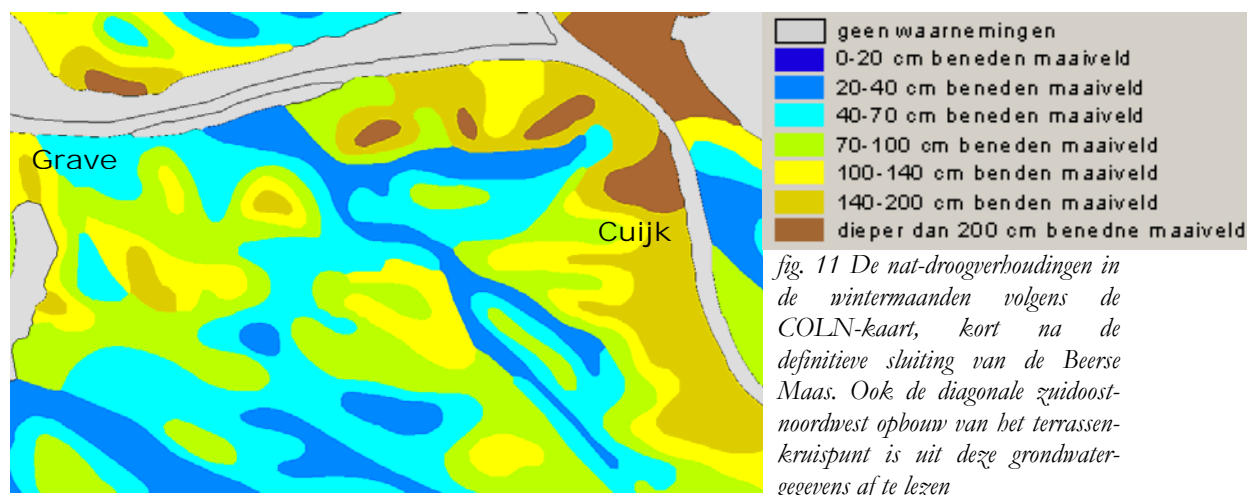 Grave
Cuijk
geen waarnemingen
0-20 cm beneden maaiveld
20-40 cm beneden maaiveld
40-70 cm beneden maaiveld
70-100 cm beneden maaiveld
100-140 cm beneden maaiveld
140-200 cm beneden maaiveld
dieper dan 200 cm benedne maaiveld
fig. 11 De nat-droogverhoudingen in
de wintermaanden volgens de
COLN-kaart, kort na de
definitieve sluiting van de Beerse
Maas. Ook de diagonale zuidoost-
noordwest opbouw van het terrassen-
kruispunt is uit deze grondwater-
gegevens af te lezen